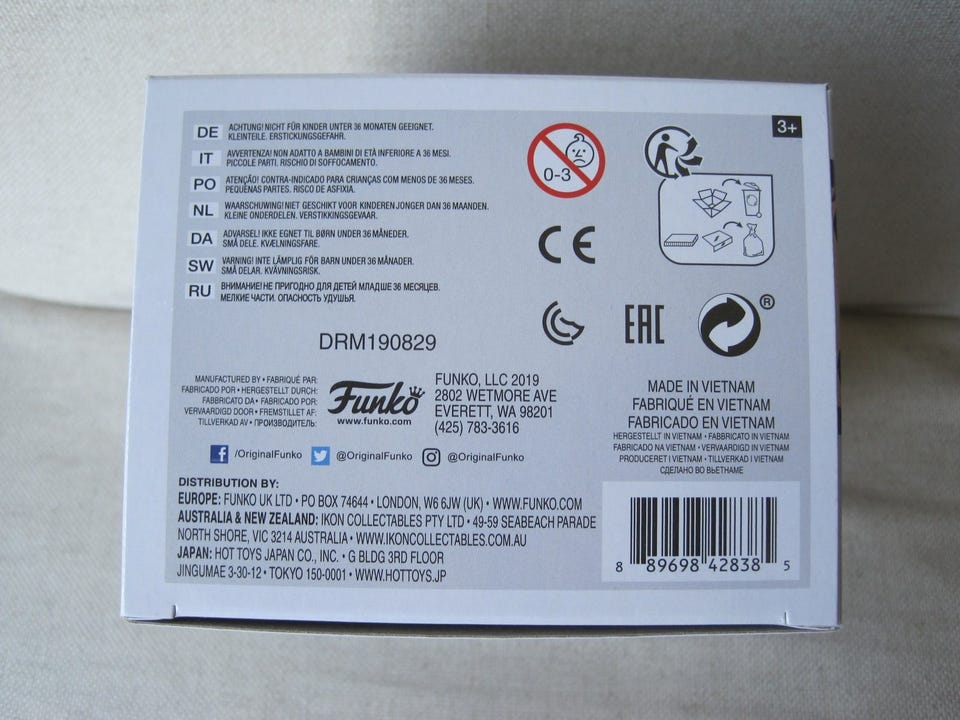 DE ACHTUNG! NICHT FÜR KINDER UNTER 36 MONATEN GEEIGNET.
KLEINTEILE. ERSTICKUNGSGEFAHR.
IT AVVERTENZA! NON ADATTO A BAMBINI DI ETÀ INFERIORE A 36 MESI.
PICCOLE PARTI. RISCHIO DI SOFFOCAMENTO.
PO ATENÇÃO! CONTRA-INDICADO PARA CRIANÇAS COM MENOS DE 36 MESES.
PEQUENAS PARTES. RISCO DE ASFIXIA.
NL WAARSCHUWING! NIET GESCHIKT VOOR KINDEREN JONGER DAN 36 MAANDEN.
KLEINE ONDERDELEN. VERSTIKKINGSGEVAAR.
DA ADVARSEL! IKKE EGNET TIL BØRN UNDER 36 MÅNEDER.
SMÅ DELE. KVÆLNINGSFARE.
SW VARNING! INTE LÄMPLIG FÖR BARN UNDER 36 MÅNADER.
SMÅ DELAR. KVÄVNINGSRISK.
RU ВНИМАНИЕ! НЕ ПРИГОДНО ДЛЯ ДЕТЕЙ МЛАДШЕ 36 МЕСЯЦЕВ.
МЕЛКИЕ ЧАСТИ. ОПАСНОСТЬ УДУШЬЯ.
0-3
3+
CE
EAC
®
DRM190829
MANUFACTURED BY • FABRIQUÉ PAR:
FABRICADO POR • HERGESTELLT DURCH:
FABBRICATO DA • FABRICADO POR:
VERVAARDIGD DOOR • FREMSTILLET AF:
TILLVERKAD AV • ПРОИЗВОДИТЕЛЬ:
Funko
www.funko.com
FUNKO, LLC 2019
2802 WETMORE AVE
EVERETT, WA 98201
(425) 783-3616
MADE IN VIETNAM
FABRIQUÉ EN VIETNAM
FABRICADO EN VIETNAM
HERGESTELLT IN VIETNAM • FABBRICATO IN VIETNAM
FABRICADO NA VIETNAM • VERVAARDIGD IN VIETNAM
PRODUCERET I VIETNAM • TILLVERKAD I VIETNAM
СДЕЛАНО ВО ВЬЕТНАМЕ
f /OriginalFunko @OriginalFunko @OriginalFunko
DISTRIBUTION BY:
EUROPE: FUNKO UK LTD • PO BOX 74644 • LONDON, W6 6JW (UK) • WWW.FUNKO.COM
AUSTRALIA & NEW ZEALAND: IKON COLLECTABLES PTY LTD • 49-59 SEABEACH PARADE
NORTH SHORE, VIC 3214 AUSTRALIA • WWW.IKONCOLLECTABLES.COM.AU
JAPAN: HOT TOYS JAPAN CO., INC. • G BLDG 3RD FLOOR
JINGUMAE 3-30-12 • TOKYO 150-0001 • WWW.HOTTOYS.JP
8 89698 42838 5